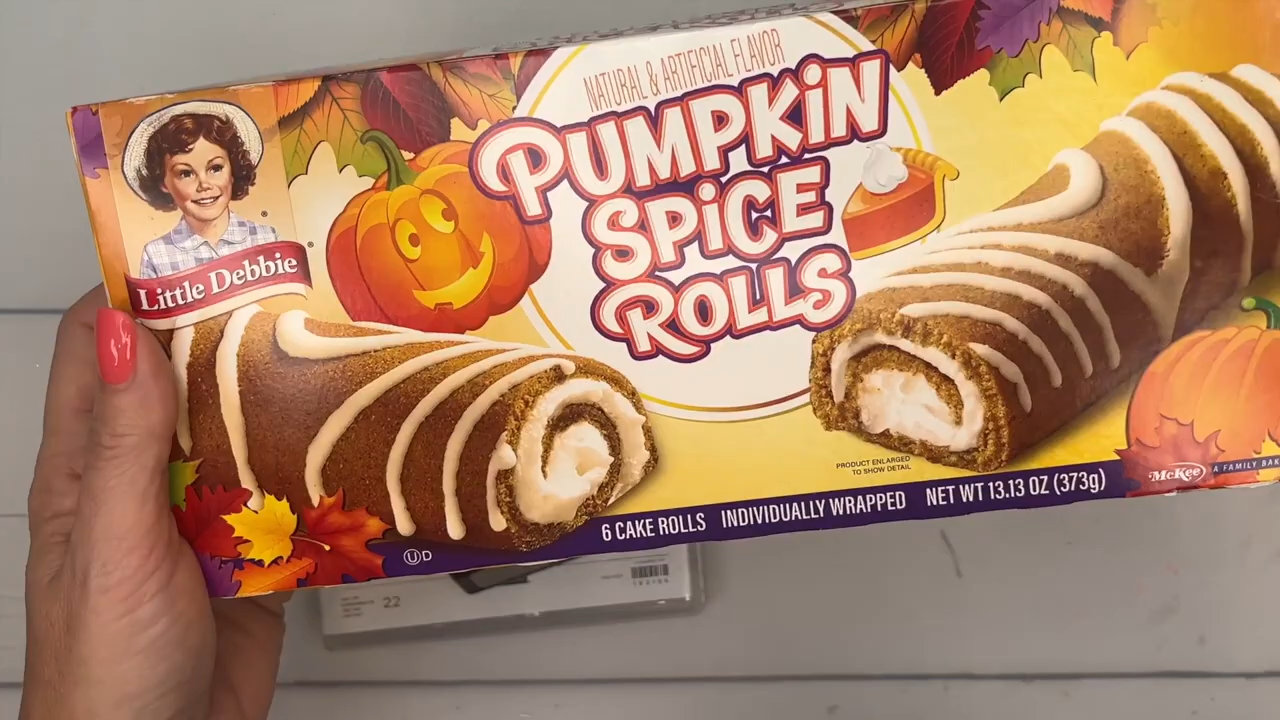 NATURAL & ARTIFICIAL FLAVOR
PUMPKIN
SPICE
ROLLS
Little Debbie
PRODUCT ENLARGED
TO SHOW DETAIL
6 CAKE ROLLS INDIVIDUALLY WRAPPED NET WT 13.13 OZ (373g)
McKee A FAMILY
UD
22